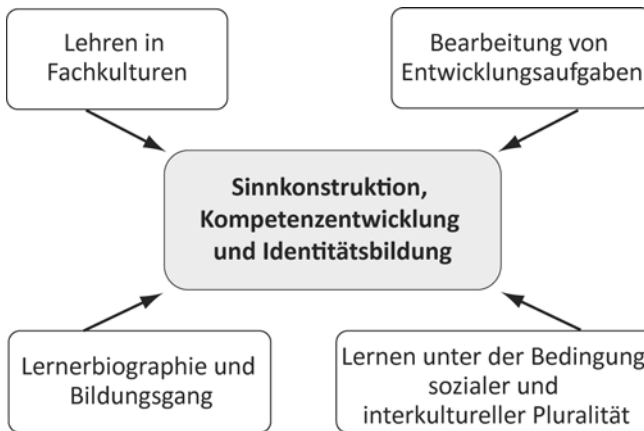 Lehren in
Fachkulturen
Bearbeitung von
Entwicklungsaufgaben
Sinnkonstruktion,
Kompetenzentwicklung
und Identitätsbildung
Lernerbiographie und
Bildungsgang
Lernen unter der Bedingung
sozialer und
interkultureller Pluralität